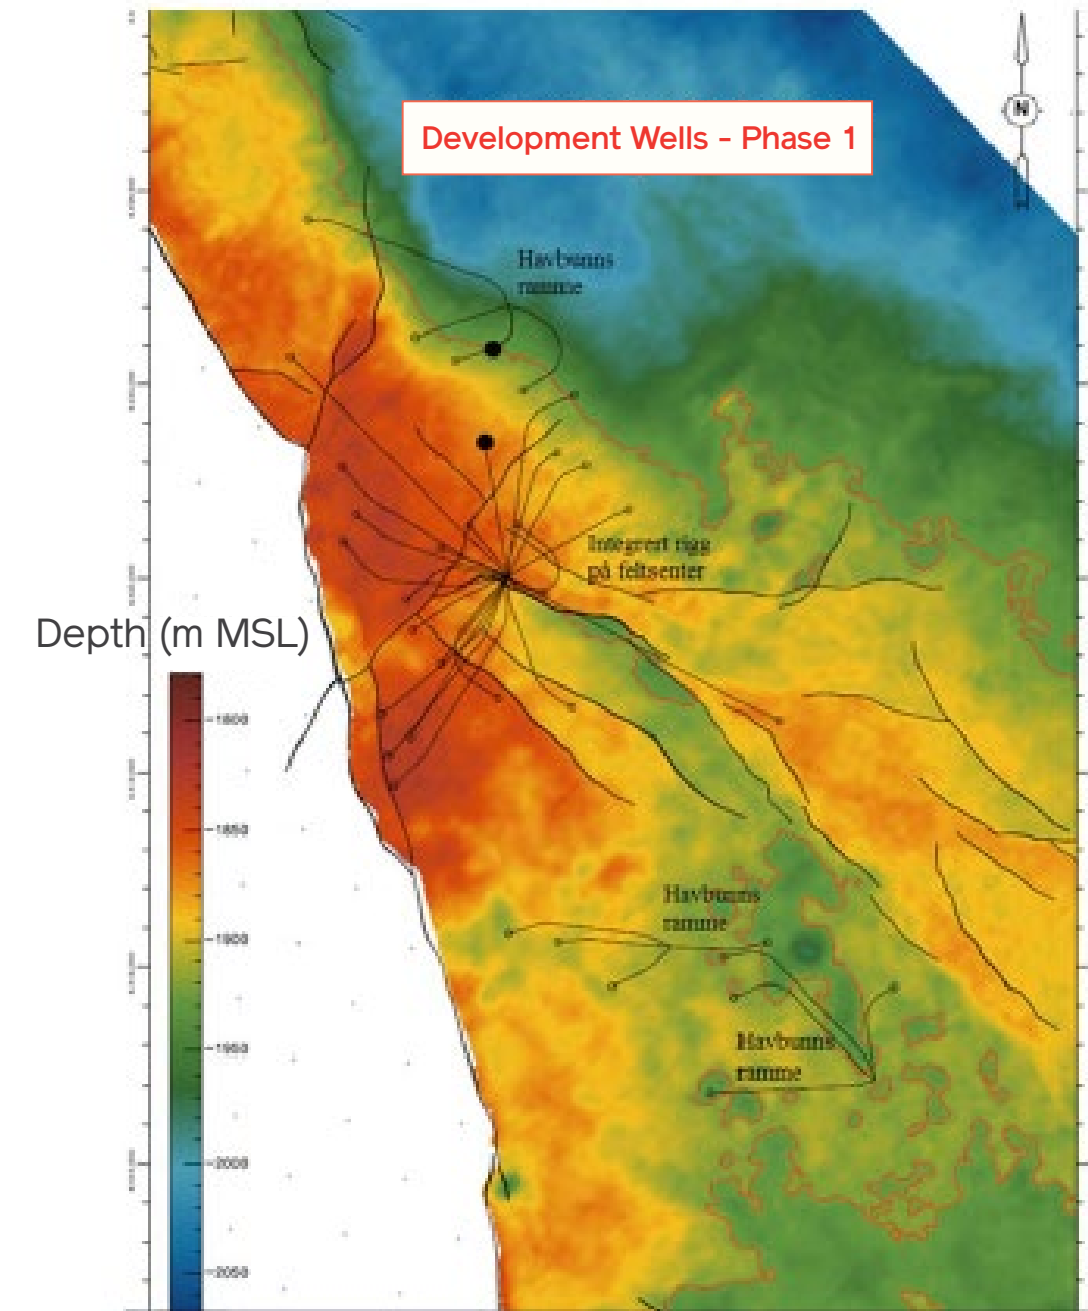 N
Development Wells - Phase 1
Havbunns
ramme
Integrert rigg
på feltsenter
Depth (m MSL)
1800
1850
1900
1950
2000
2050
Havbunns
ramme
Havbunns
ramme